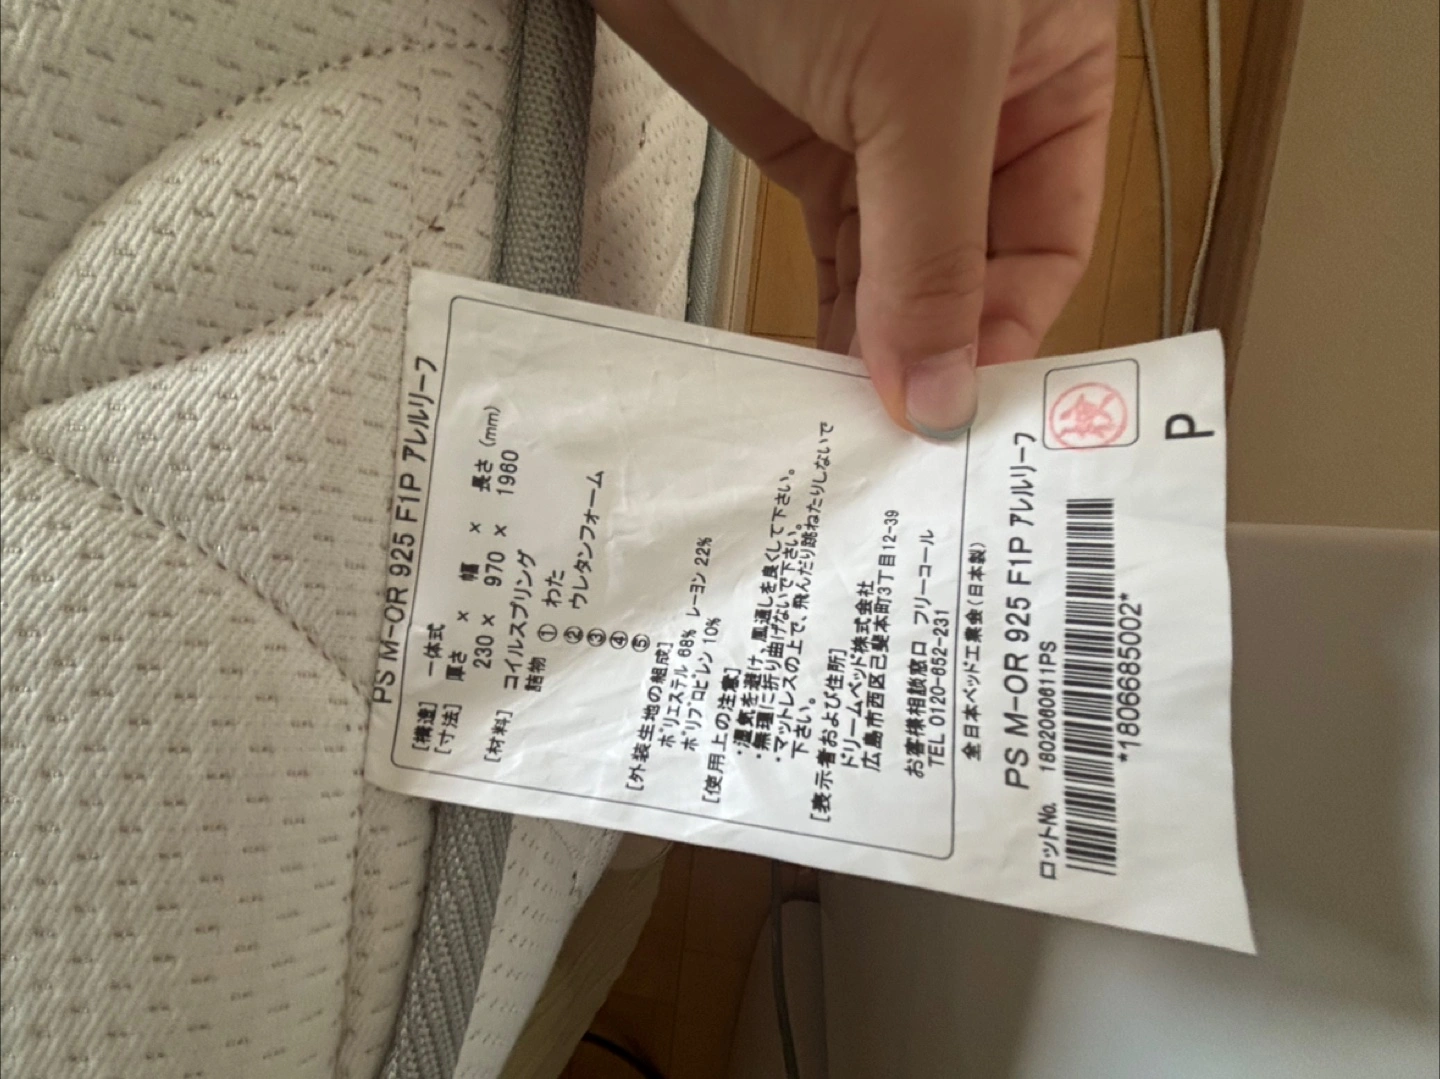 PS M-OR 925 F1P アレルリーフ
[構造] 一体式
[寸法] 厚さ × 幅 × 長さ (mm)
230 × 970 × 1960
[材料] コイルスプリング
詰物 ① わた
② ウレタンフォーム
③
④
⑤
[外装生地の組成]
ポリエステル 68% レーヨン 22%
ポリプロピレン 10%
[使用上の注意]
・湿気を避け、風通しを良くして下さい。
・無理に折り曲げないで下さい。
・マットレスの上で、飛んだり跳ねたりしないで
下さい。
[表示者および住所]
ドリームベッド株式会社
広島市西区己斐本町3丁目12-39
お客様相談窓口 フリーコール
TEL 0120-652-231
全日本ベッド工業会(日本製)
PS M-OR 925 F1P アレルリーフ
ロットNo. 1802060611PS
*1806685002*
P